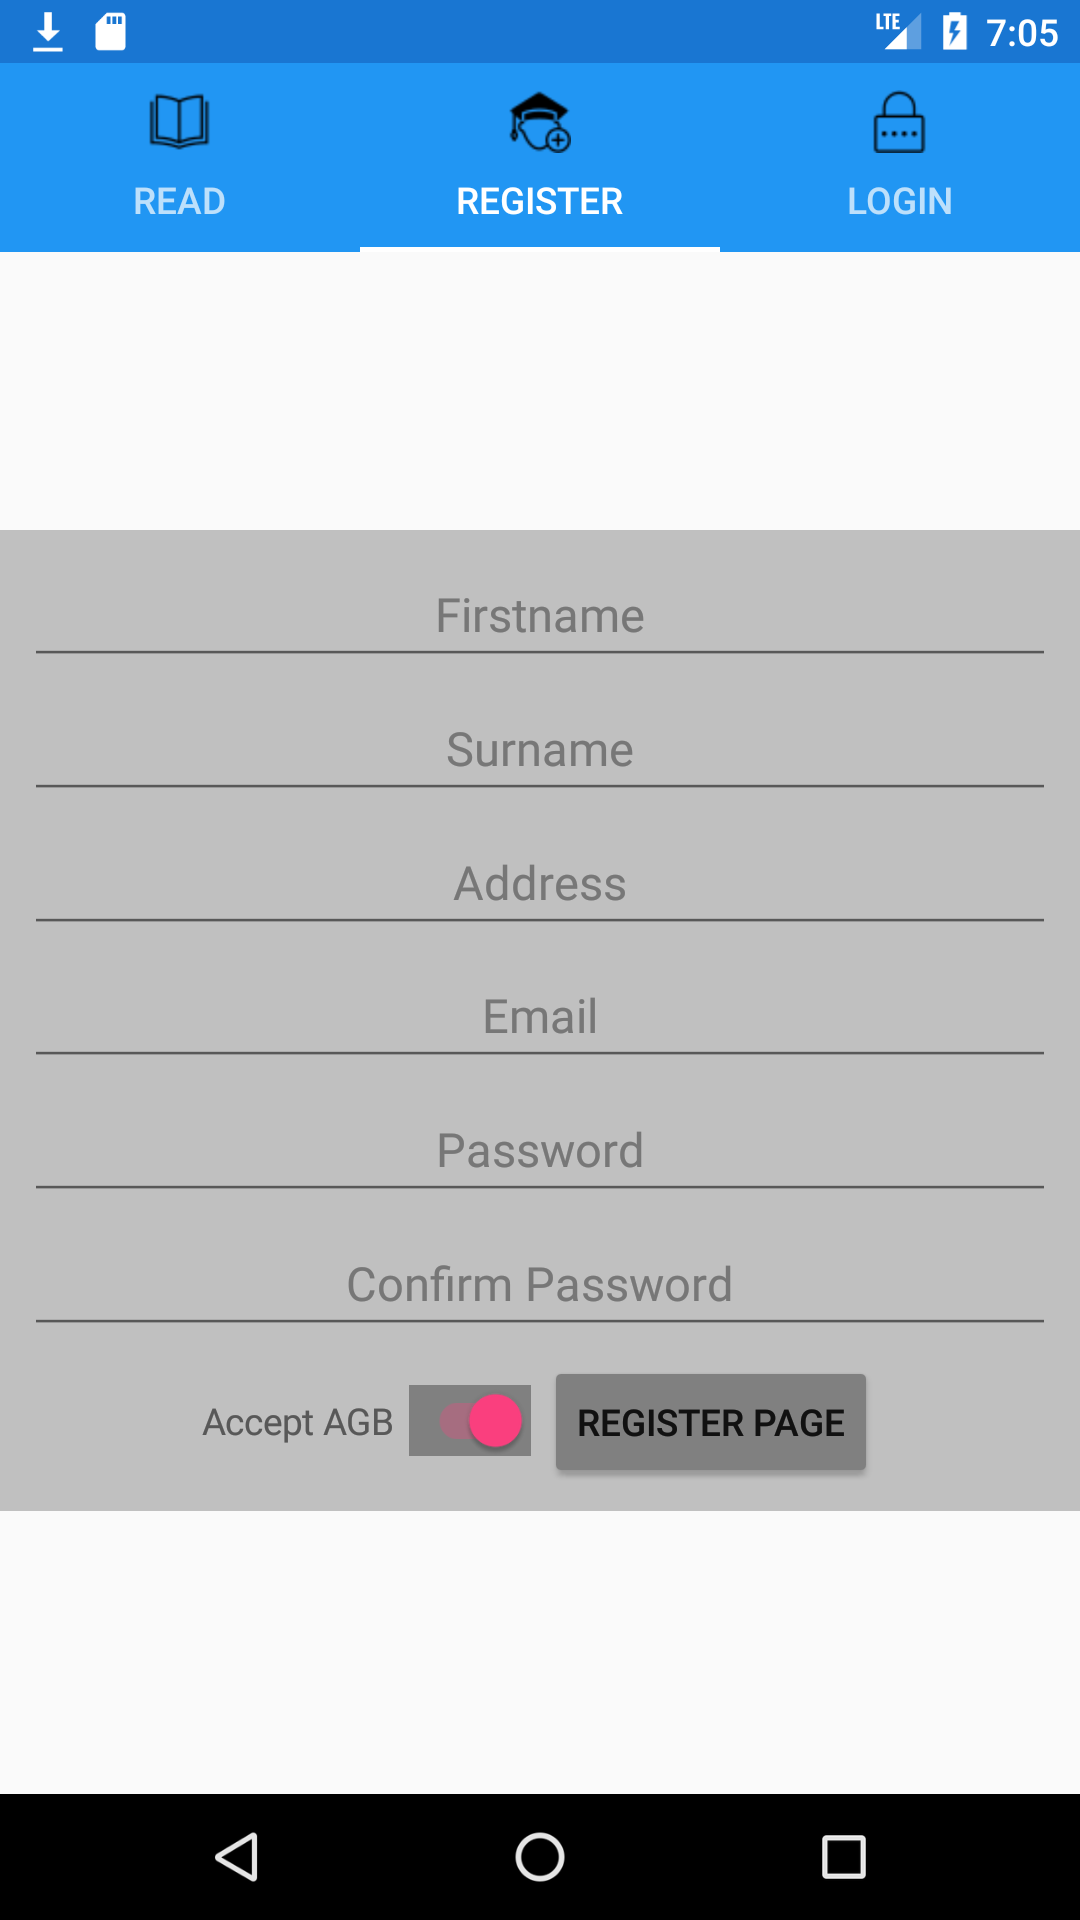 LTE 7:05
READ REGISTER LOGIN
Firstname
Surname
Address
Email
Password
Confirm Password
Accept AGB REGISTER PAGE